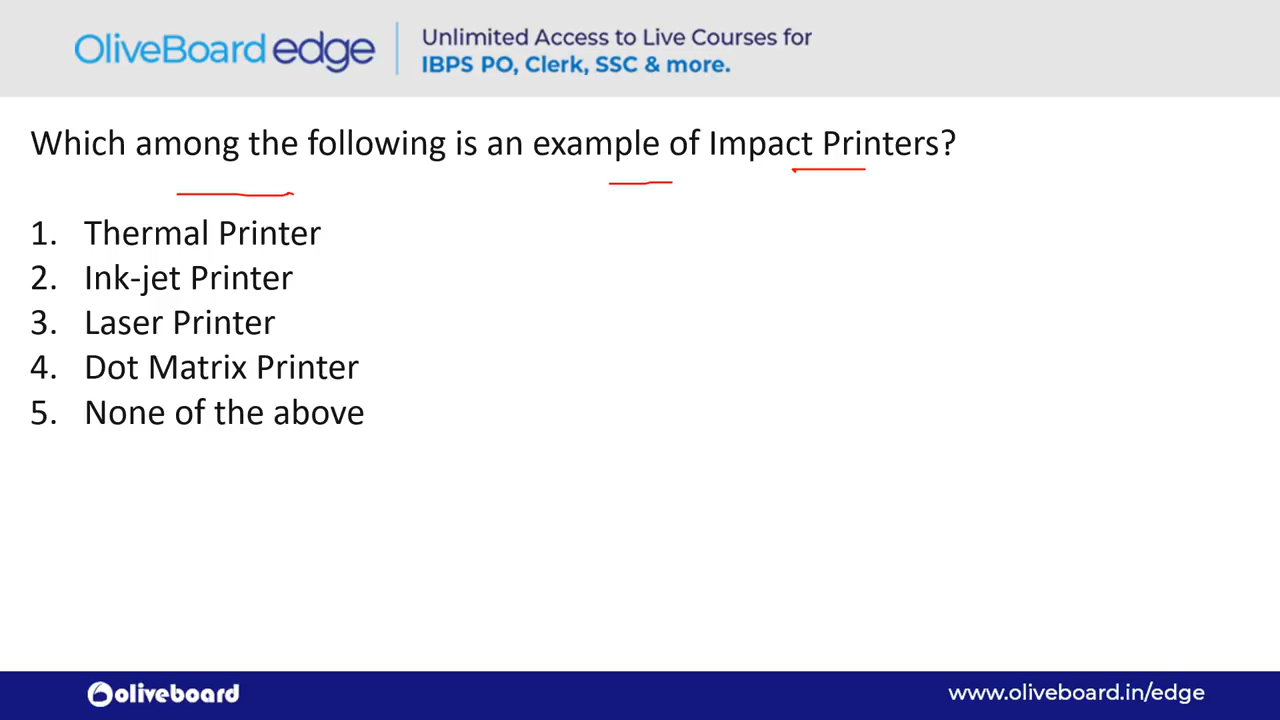 OliveBoard edge
Unlimited Access to Live Courses for
IBPS PO, Clerk, SSC & more.
Which among the following is an example of Impact Printers?
1. Thermal Printer
2. Ink-jet Printer
3. Laser Printer
4. Dot Matrix Printer
5. None of the above
oliveboard
www.oliveboard.in/edge